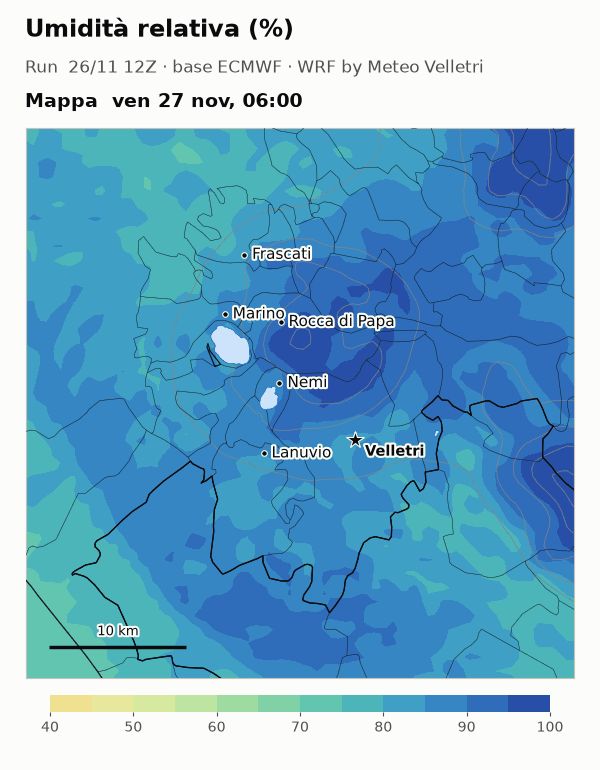 Umidità relativa (%)
Run  26/11 12Z · base ECMWF · WRF by Meteo Velletri
Mappa  ven 27 nov, 06:00
Frascati
Marino
Rocca di Papa
Nemi
Velletri
Lanuvio
10 km
40 50 60 70 80 90 100